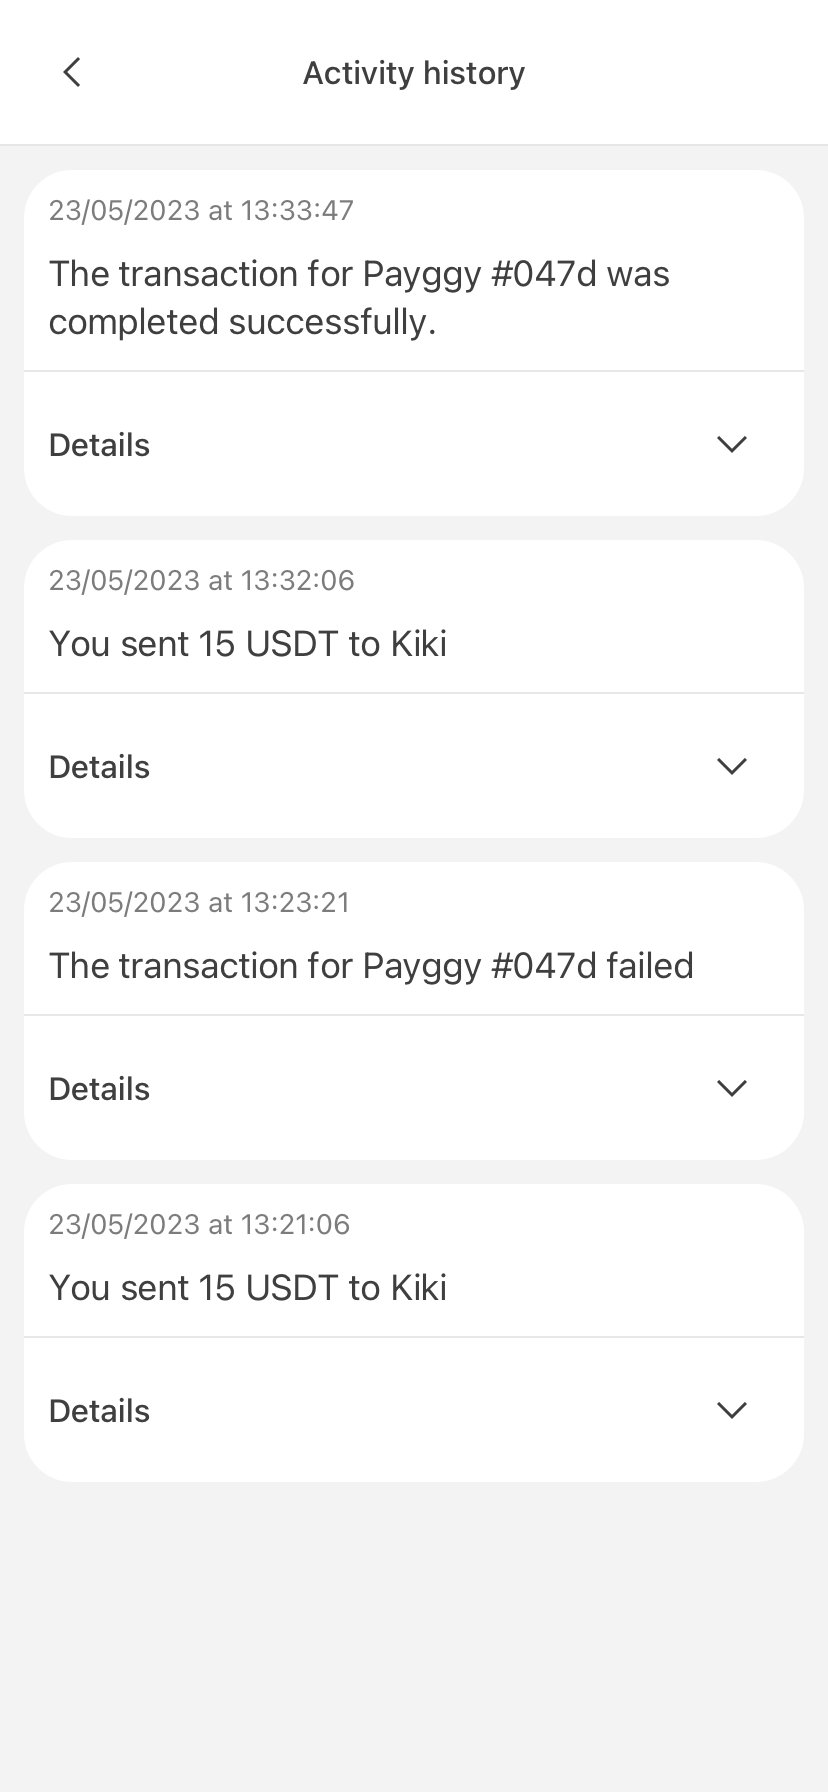 Activity history
23/05/2023 at 13:33:47
The transaction for Payggy #047d was
completed successfully.
Details
23/05/2023 at 13:32:06
You sent 15 USDT to Kiki
Details
23/05/2023 at 13:23:21
The transaction for Payggy #047d failed
Details
23/05/2023 at 13:21:06
You sent 15 USDT to Kiki
Details